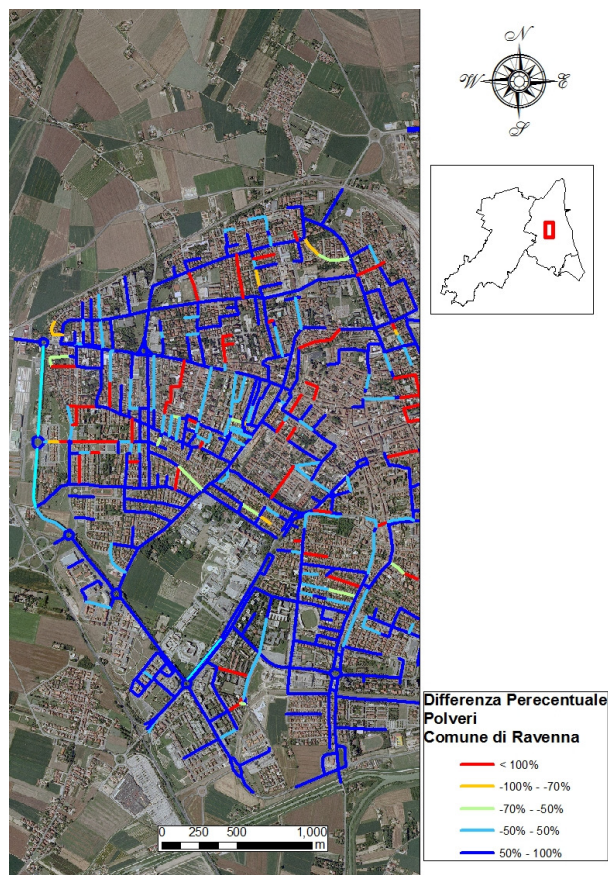 N
W
E
S
Differenza Perecentuale
Polveri
Comune di Ravenna
< 100%
-100% - -70%
-70% - -50%
-50% - 50%
50% - 100%
0 250 500 1,000
m